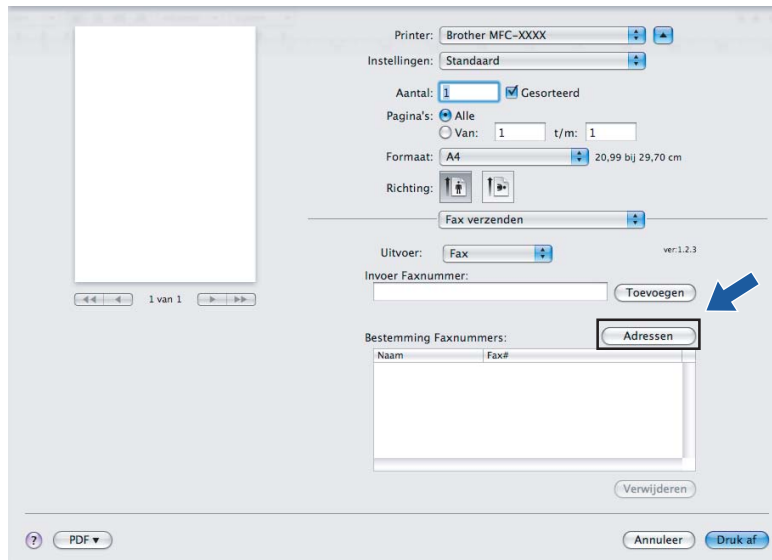 Printer: Brother MFC-XXXX
Instellingen: Standaard
Aantal: 1 Gesorteerd
Pagina's: Alle
Van: 1 t/m: 1
Formaat: A4 20,99 bij 29,70 cm
Richting:
Fax verzenden
Uitvoer: Fax ver:1.2.3
Invoer Faxnummer:
Toevoegen
1 van 1
Bestemming Faxnummers: Adressen
Naam Fax#
Verwijderen
? PDF Annuleer Druk af